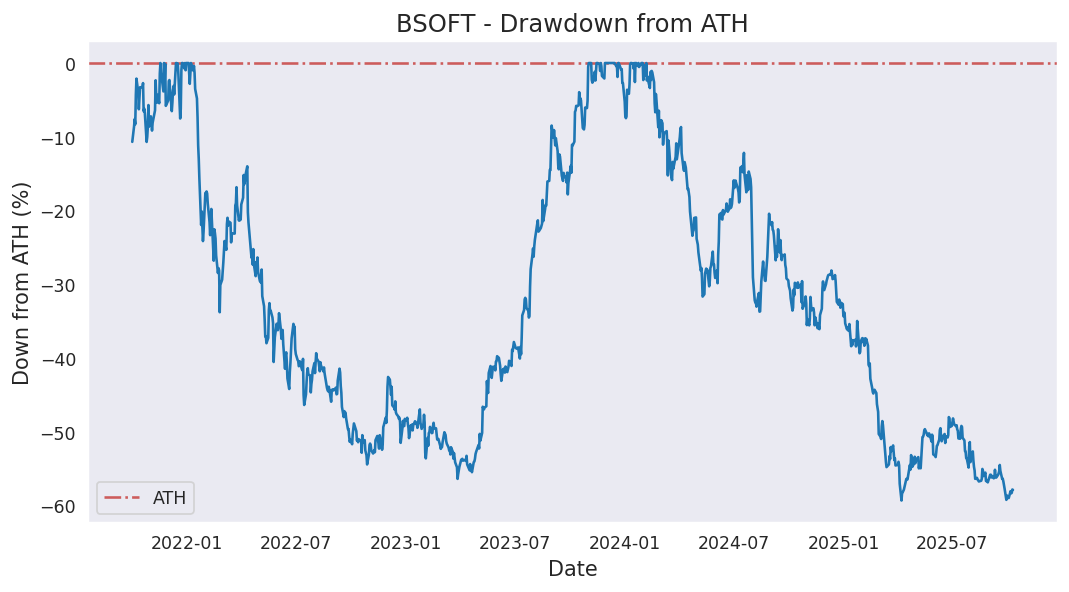 BSOFT - Drawdown from ATH
Down from ATH (%)
0
−10
−20
−30
−40
−50
−60
ATH
2022-01 2022-07 2023-01 2023-07 2024-01 2024-07 2025-01 2025-07
Date